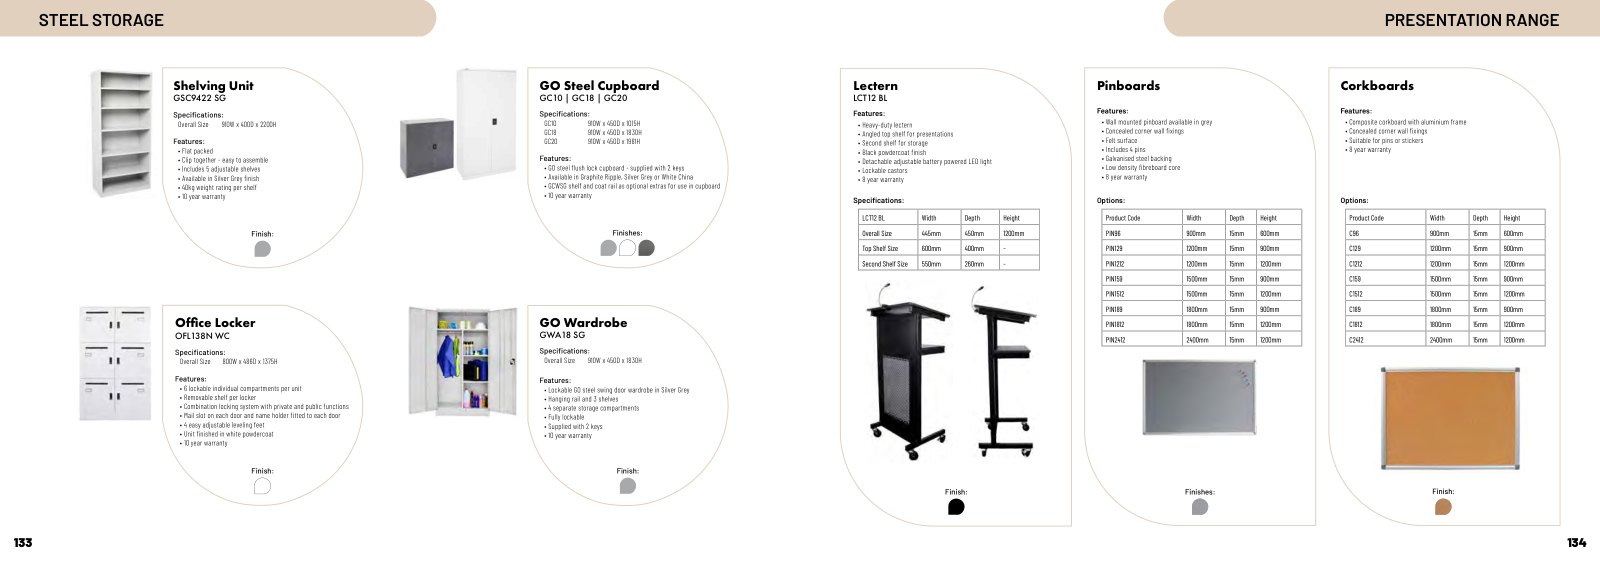 STEEL STORAGE
Shelving Unit
GSC9422 SG
Specifications:
Overall Size 910W x 400D x 2200H
Features:
• Flat packed
• Clip together - easy to assemble
• Includes 5 adjustable shelves
• Available in Silver Grey finish
• 40kg weight rating per shelf
• 10 year warranty
Finish:
GO Steel Cupboard
GC10 | GC18 | GC20
Specifications:
GC10 910W x 450D x 1015H
GC18 910W x 450D x 1830H
GC20 910W x 450D x 1981H
Features:
• GO steel flush lock cupboard - supplied with 2 keys
• Available in Graphite Ripple, Silver Grey or White China
• GCWSG shelf and coat rail as optional extras for use in cupboard
• 10 year warranty
Finishes:
Office Locker
OFL138N WC
Specifications:
Overall Size 800W x 486D x 1375H
Features:
• 6 lockable individual compartments per unit
• Removable shelf per locker
• Combination locking system with private and public functions
• Mail slot on each door and name holder fitted to each door
• 4 easy adjustable leveling feet
• Unit finished in white powdercoat
• 10 year warranty
Finish:
GO Wardrobe
GWA18 SG
Specifications:
Overall Size 910W x 450D x 1830H
Features:
• Lockable GO steel swing door wardrobe in Silver Grey
• Hanging rail and 3 shelves
• 4 separate storage compartments
• Fully lockable
• Supplied with 2 keys
• 10 year warranty
Finish:
133
PRESENTATION RANGE
Lectern
LCT12 BL
Features:
• Heavy-duty lectern
• Angled top shelf for presentations
• Second shelf for storage
• Black powdercoat finish
• Detachable adjustable battery powered LED light
• Lockable castors
• 8 year warranty
Specifications:
LCT12 BL Width Depth Height
Overall Size 445mm 450mm 1200mm
Top Shelf Size 600mm 400mm -
Second Shelf Size 550mm 260mm -
Finish:
Pinboards
Features:
• Wall mounted pinboard available in grey
• Concealed corner wall fixings
• Felt surface
• Includes 4 pins
• Galvanised steel backing
• Low density fibreboard core
• 8 year warranty
Options:
Product Code Width Depth Height
PIN96 900mm 15mm 600mm
PIN129 1200mm 15mm 900mm
PIN1212 1200mm 15mm 1200mm
PIN159 1500mm 15mm 900mm
PIN1512 1500mm 15mm 1200mm
PIN189 1800mm 15mm 900mm
PIN1812 1800mm 15mm 1200mm
PIN2412 2400mm 15mm 1200mm
Finishes:
Corkboards
Features:
• Composite corkboard with aluminium frame
• Concealed corner wall fixings
• Suitable for pins or stickers
• 8 year warranty
Options:
Product Code Width Depth Height
C96 900mm 15mm 600mm
C129 1200mm 15mm 900mm
C1212 1200mm 15mm 1200mm
C159 1500mm 15mm 900mm
C1512 1500mm 15mm 1200mm
C189 1800mm 15mm 900mm
C1812 1800mm 15mm 1200mm
C2412 2400mm 15mm 1200mm
Finish:
134